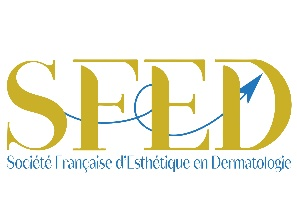 SFED
Société Française d'Esthétique en Dermatologie